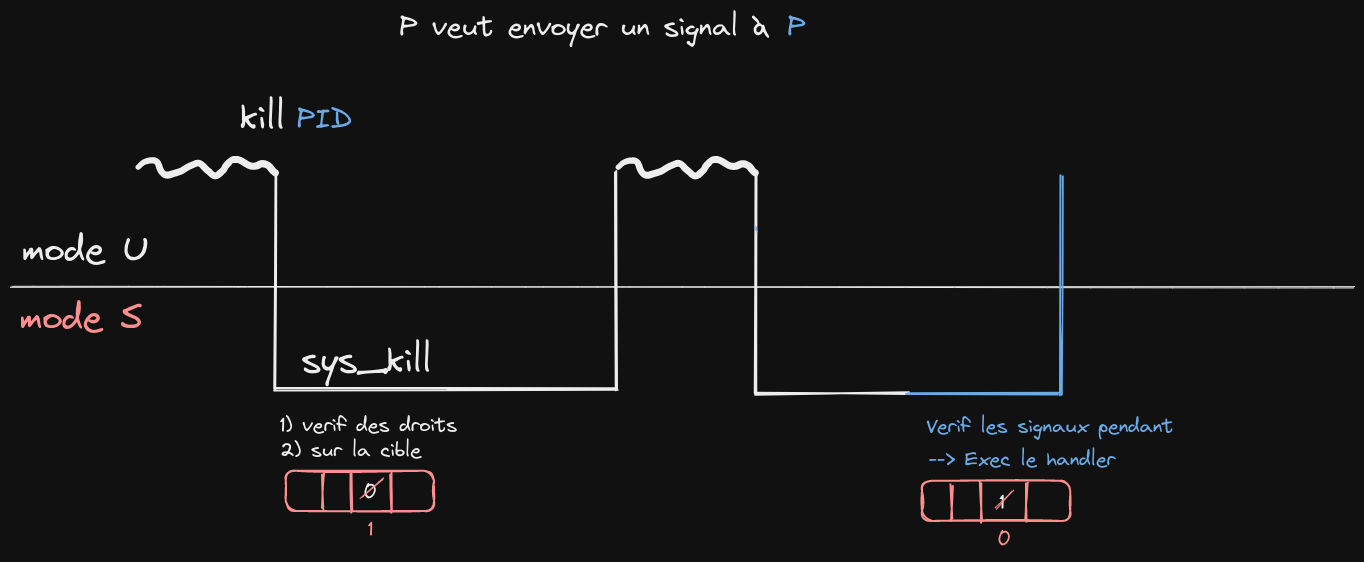 P veut envoyer un signal à P
kill PID
mode U
mode S
sys_kill
1) verif des droits
2) sur la cible
0
1
Verif les signaux pendant
--> Exec le handler
1
0